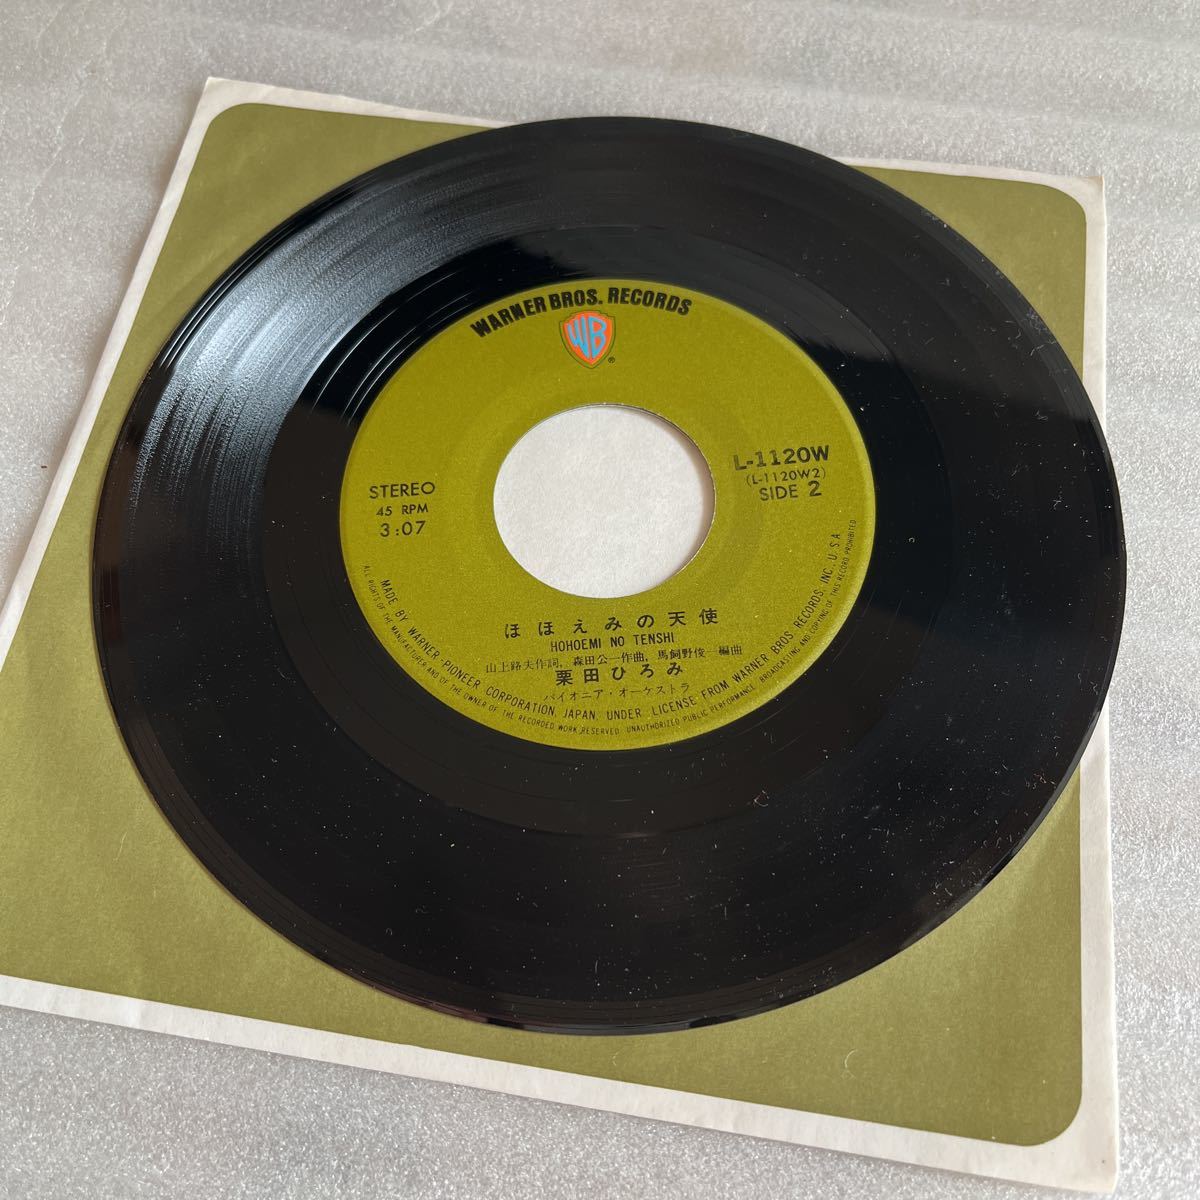 WARNER BROS. RECORDS
WB
®
STEREO
45 RPM
3:07
L-1120W
(L-1120W2)
SIDE 2
ほほえみの天使
HOHOEMI NO TENSHI
山上路夫作詞, 森田公一作曲, 馬飼野俊一編曲
栗田ひろみ
パイオニア・オーケストラ
MADE BY WARNER-PIONEER CORPORATION, JAPAN, UNDER LICENSE FROM WARNER BROS. RECORDS, INC., U.S.A.
ALL RIGHTS OF THE MANUFACTURER AND OF THE OWNER OF THE RECORDED WORK RESERVED. UNAUTHORIZED PUBLIC PERFORMANCE, BROADCASTING AND COPYING OF THIS RECORD PROHIBITED